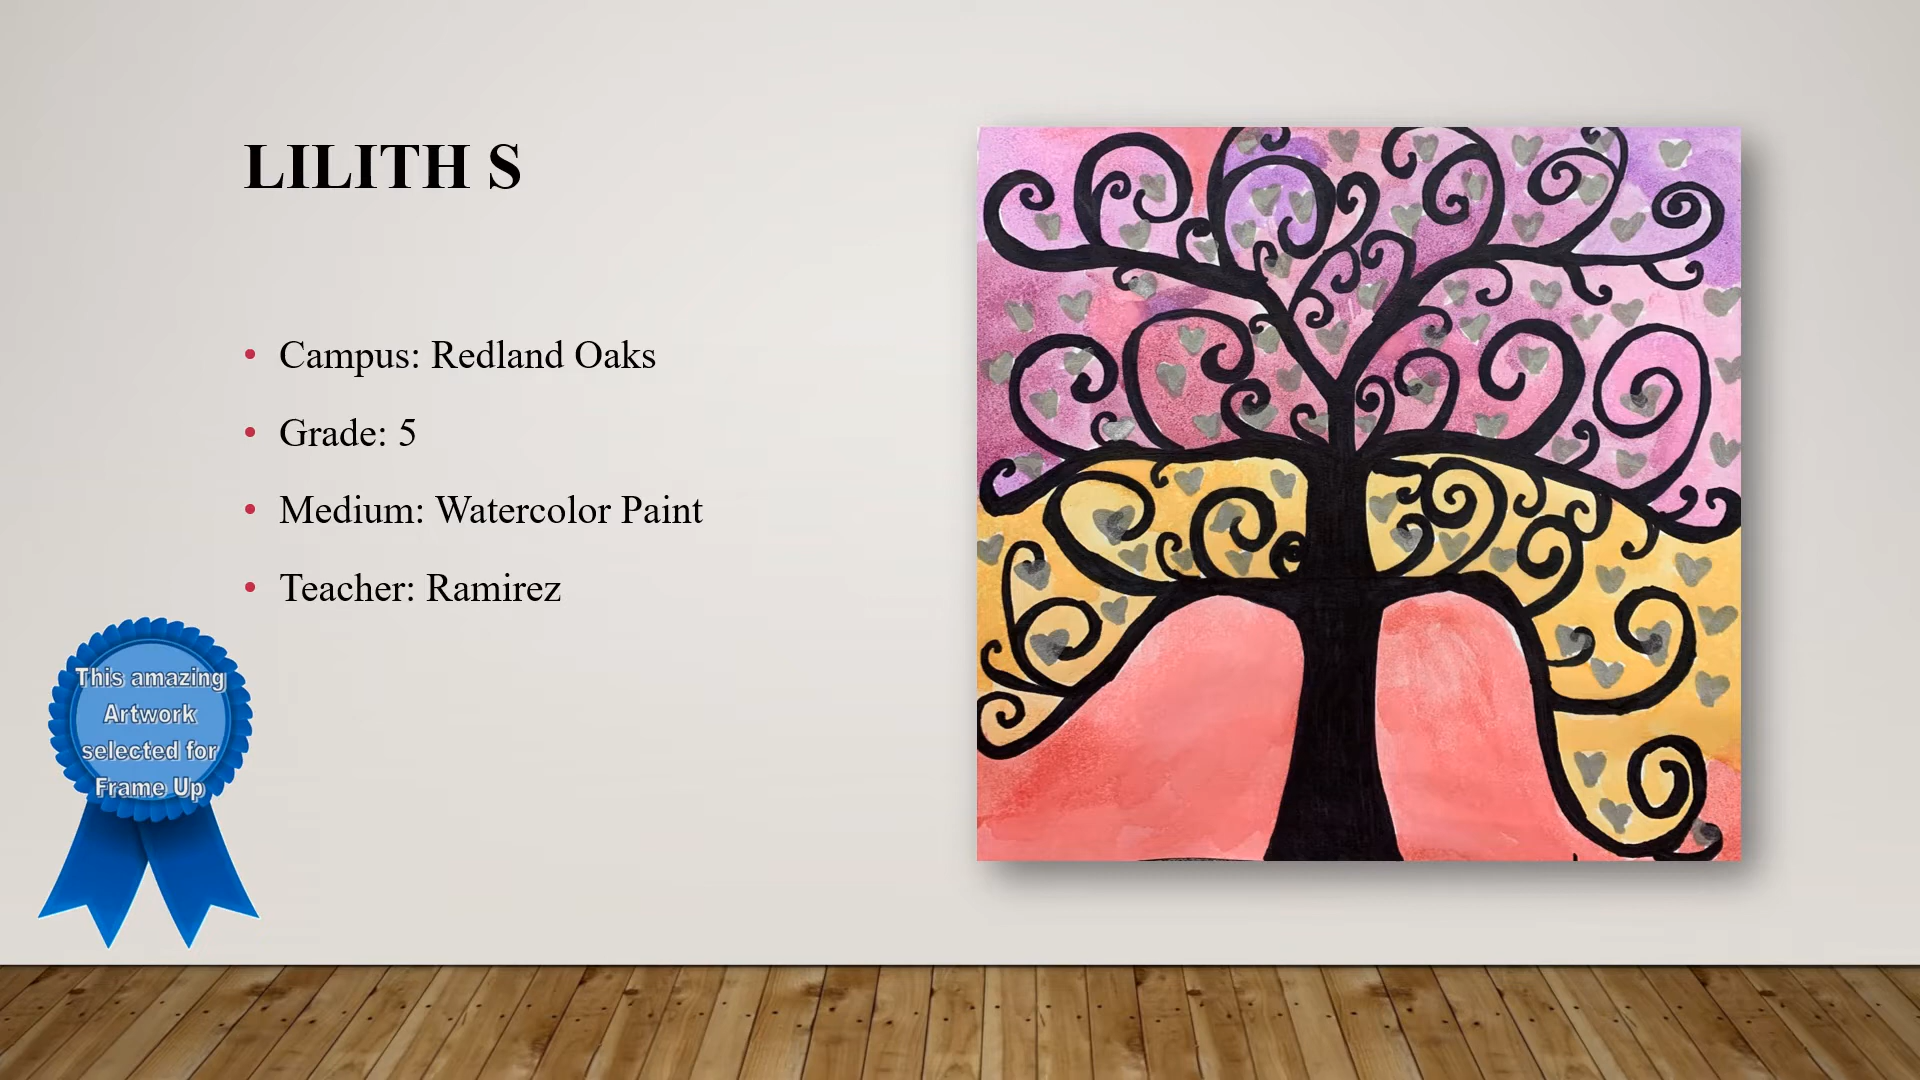 LILITH S
• Campus: Redland Oaks
• Grade: 5
• Medium: Watercolor Paint
• Teacher: Ramirez
This amazing
Artwork
selected for
Frame Up